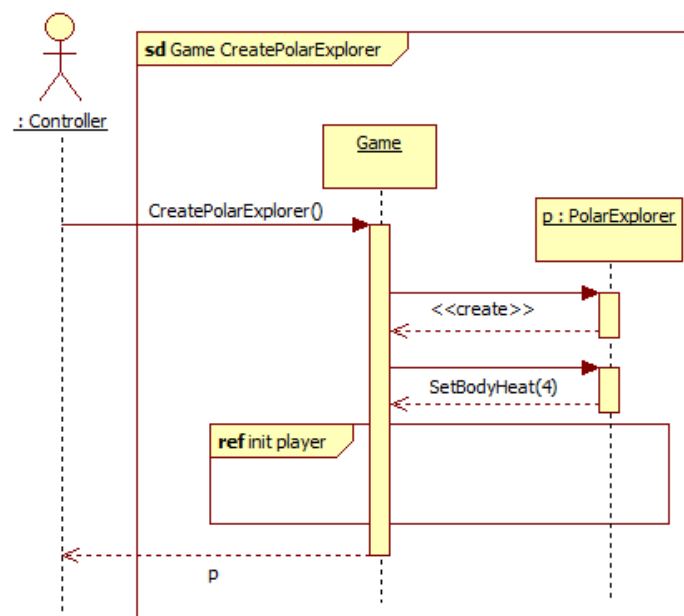 sd Game CreatePolarExplorer
: Controller
Game
CreatePolarExplorer()
p : PolarExplorer
<<create>>
SetBodyHeat(4)
ref init player
p